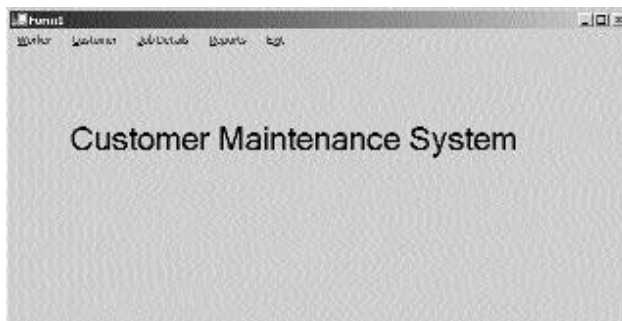 Form1
Worker Customer Job Details Reports Exit
Customer Maintenance System